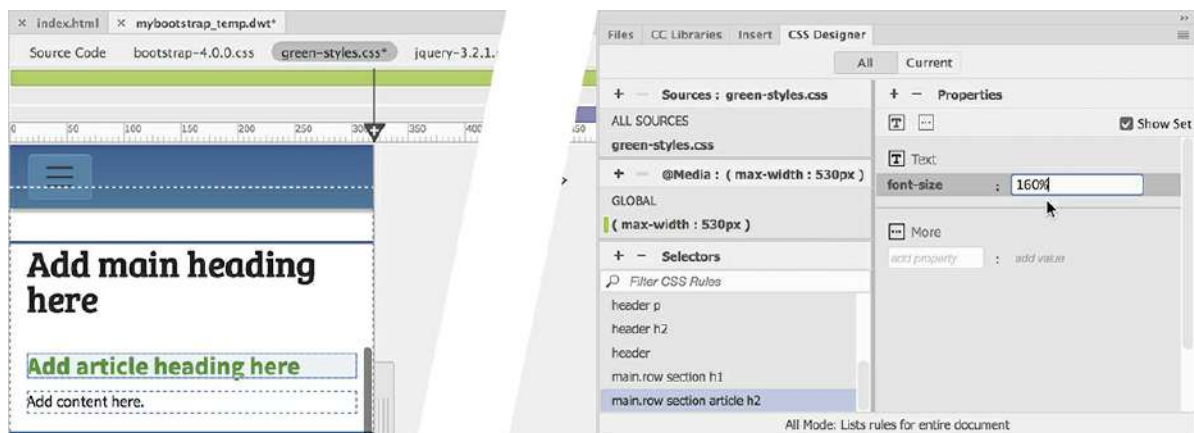 index.html mybootstrap_temp.dwt*
Source Code bootstrap-4.0.0.css green-styles.css* jquery-3.2.1.
0 50 100 150 200 250 300 350 400
Add main heading
here
Add article heading here
Add content here.
Files CC Libraries Insert CSS Designer
All Current
+ − Sources : green-styles.css
ALL SOURCES
green-styles.css
+ − @Media : ( max-width : 530px )
GLOBAL
( max-width : 530px )
+ − Selectors
Filter CSS Rules
header p
header h2
header
main.row section h1
main.row section article h2
+ − Properties
T Show Set
T Text
font-size : 160%
More
add property : add value
All Mode: Lists rules for entire document